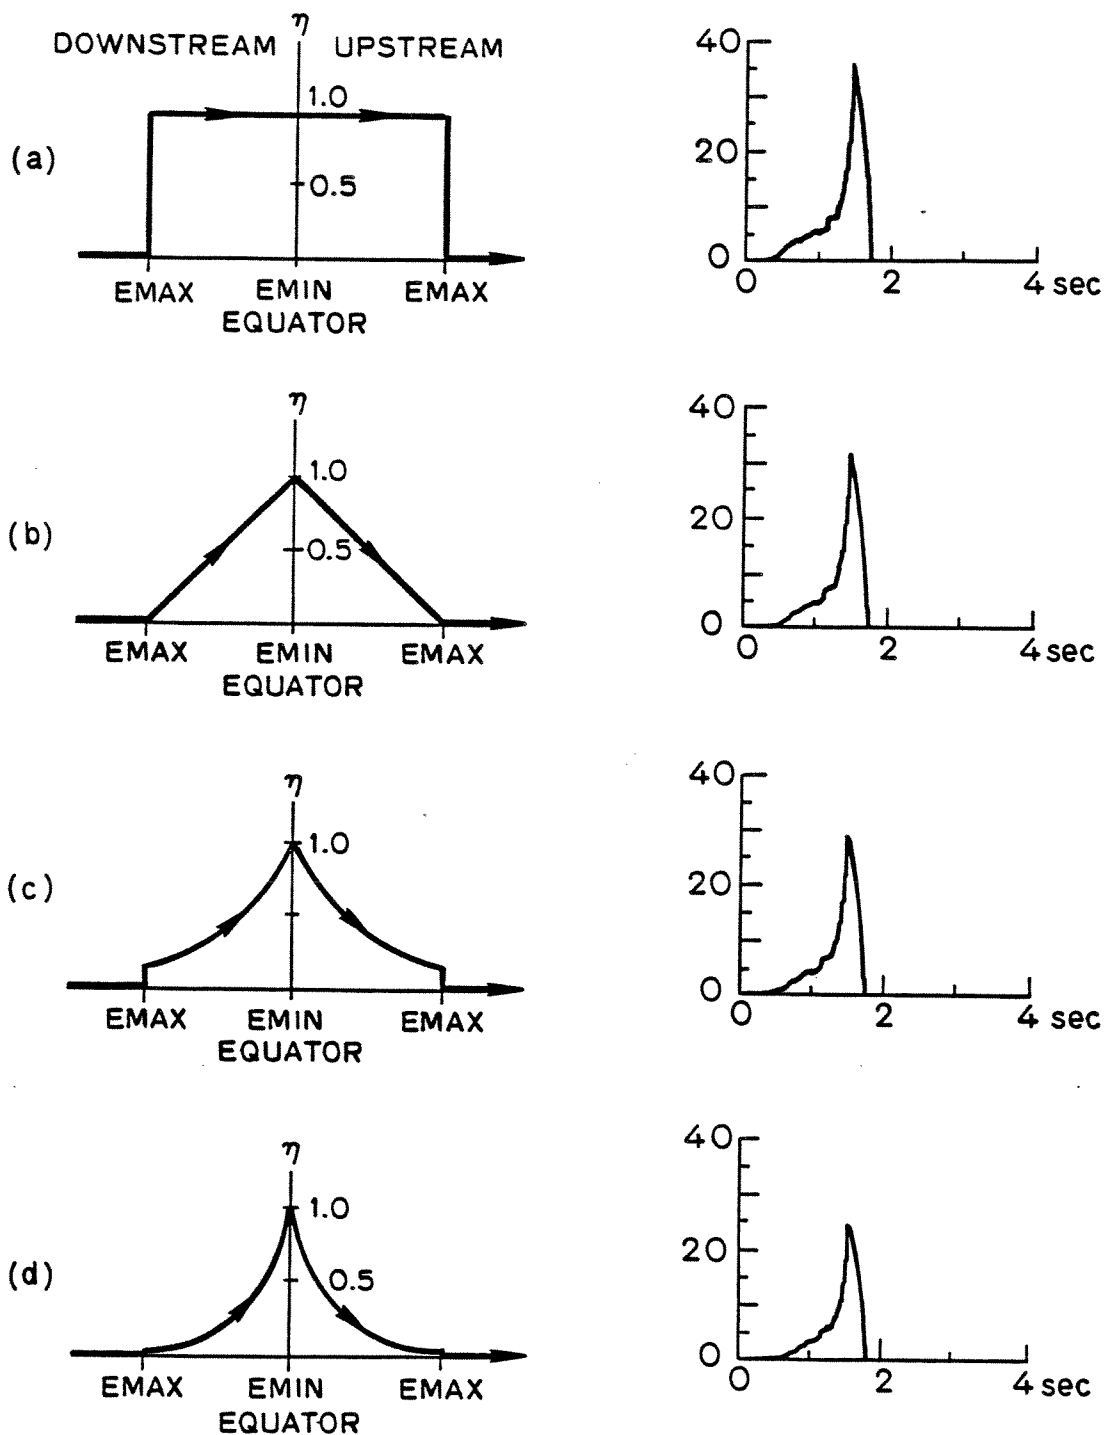 η
DOWNSTREAM UPSTREAM
1.0
(a)
0.5
EMAX EMIN EMAX
EQUATOR
40
20
0
0 2 4 sec
η
1.0
(b)
0.5
EMAX EMIN EMAX
EQUATOR
40
20
0
0 2 4 sec
η
1.0
(c)
EMAX EMIN EMAX
EQUATOR
40
20
0
0 2 4 sec
η
1.0
(d)
0.5
EMAX EMIN EMAX
EQUATOR
40
20
0
0 2 4 sec